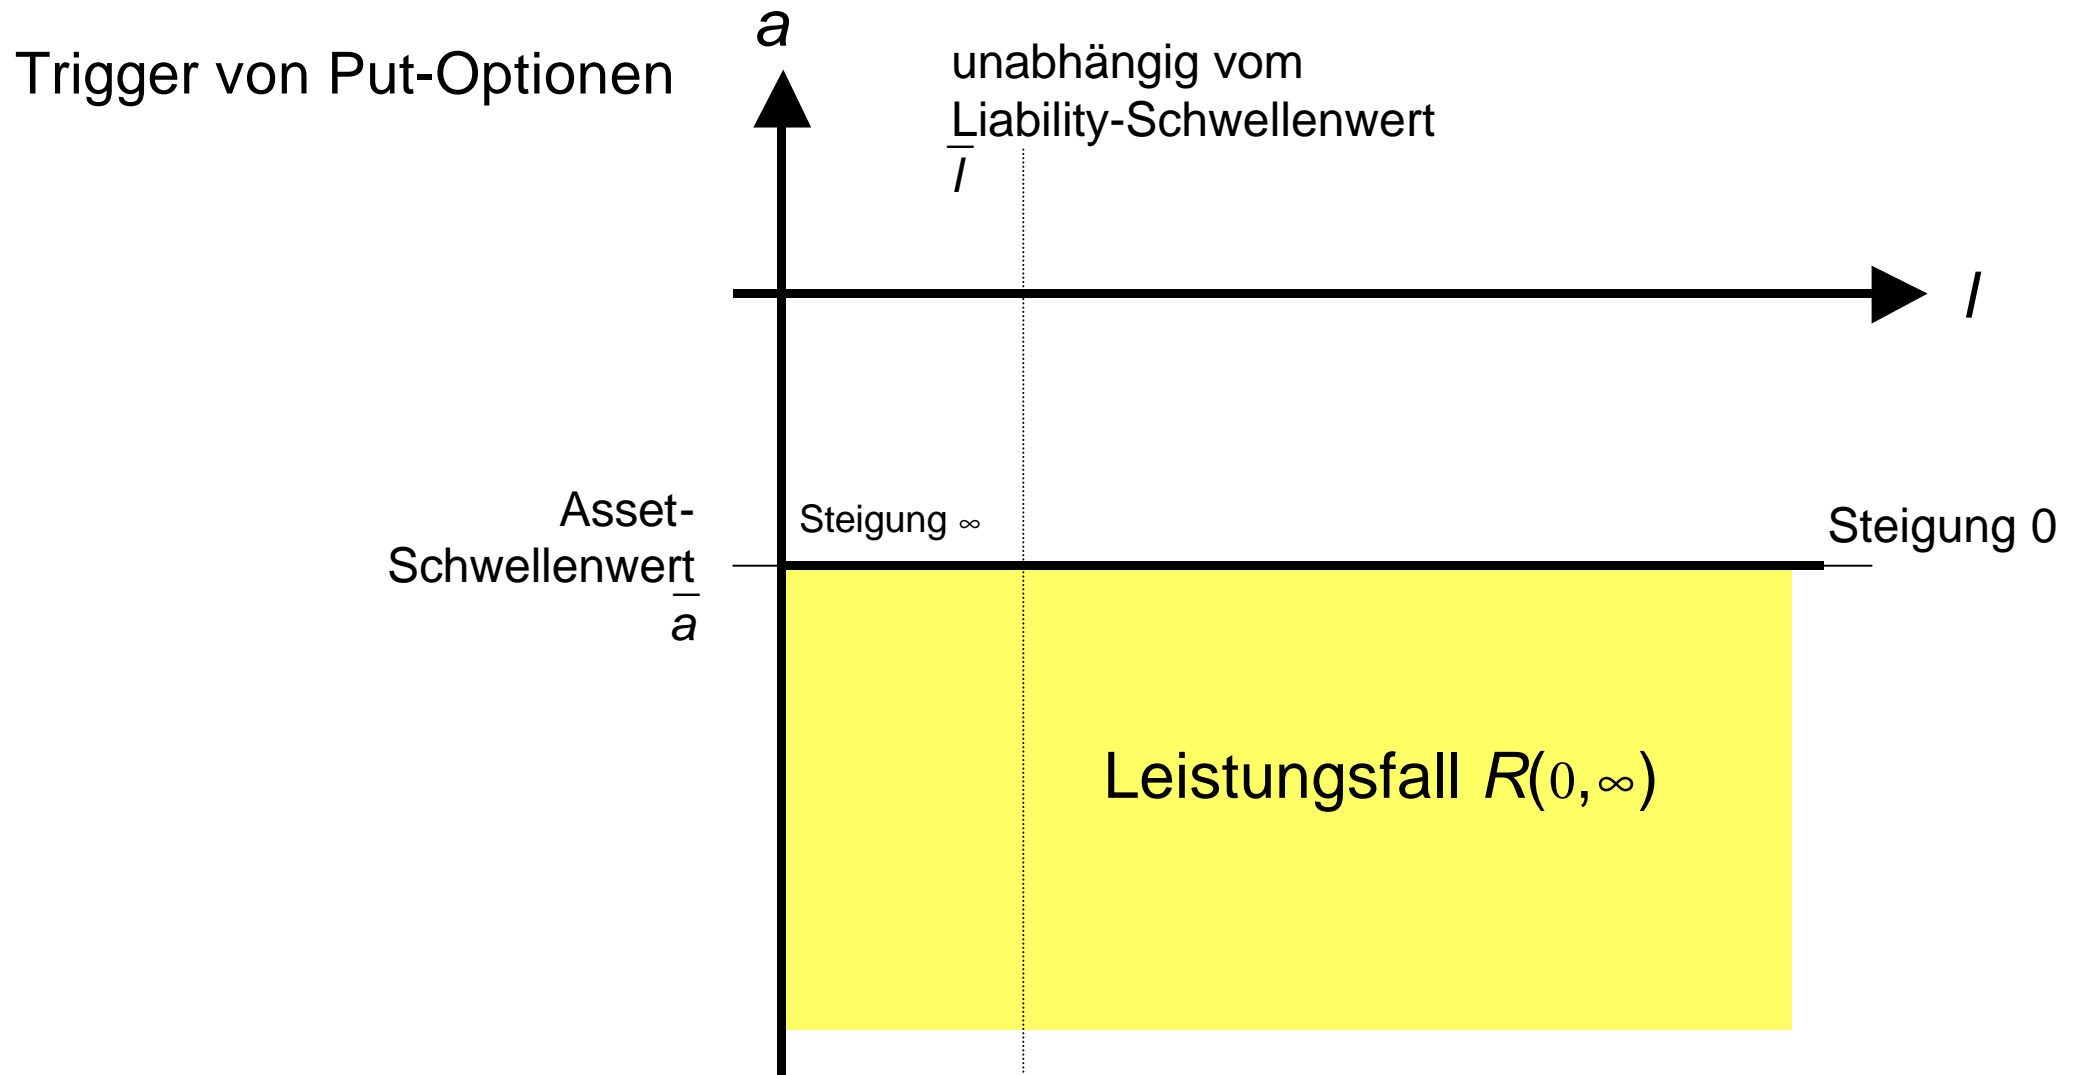 Trigger von Put-Optionen
a
unabhängig vom
Liability-Schwellenwert
l̅
l
Asset-
Schwellenwert
a̅
Steigung ∞
Steigung 0
Leistungsfall R(0,∞)